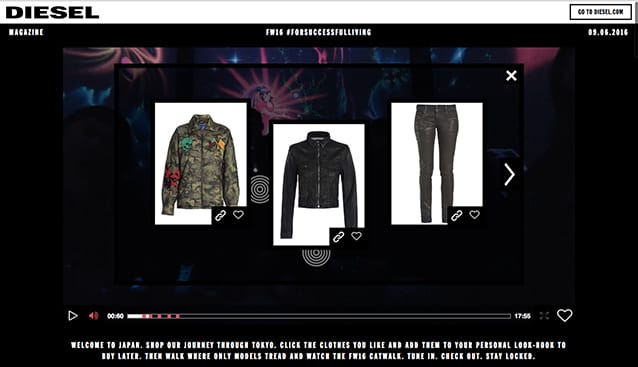 DIESEL
GO TO DIESEL.COM
MAGAZINE
FW16 #FORSUCCESSFULLIVING
09.06.2016
00:60
17:55
WELCOME TO JAPAN. SHOP OUR JOURNEY THROUGH TOKYO. CLICK THE CLOTHES YOU LIKE AND ADD THEM TO YOUR PERSONAL LOOK-BOOK TO
BUY LATER. THEN WALK WHERE ONLY MODELS TREAD AND WATCH THE FW16 CATWALK. TUNE IN. CHECK OUT. STAY LOCKED.